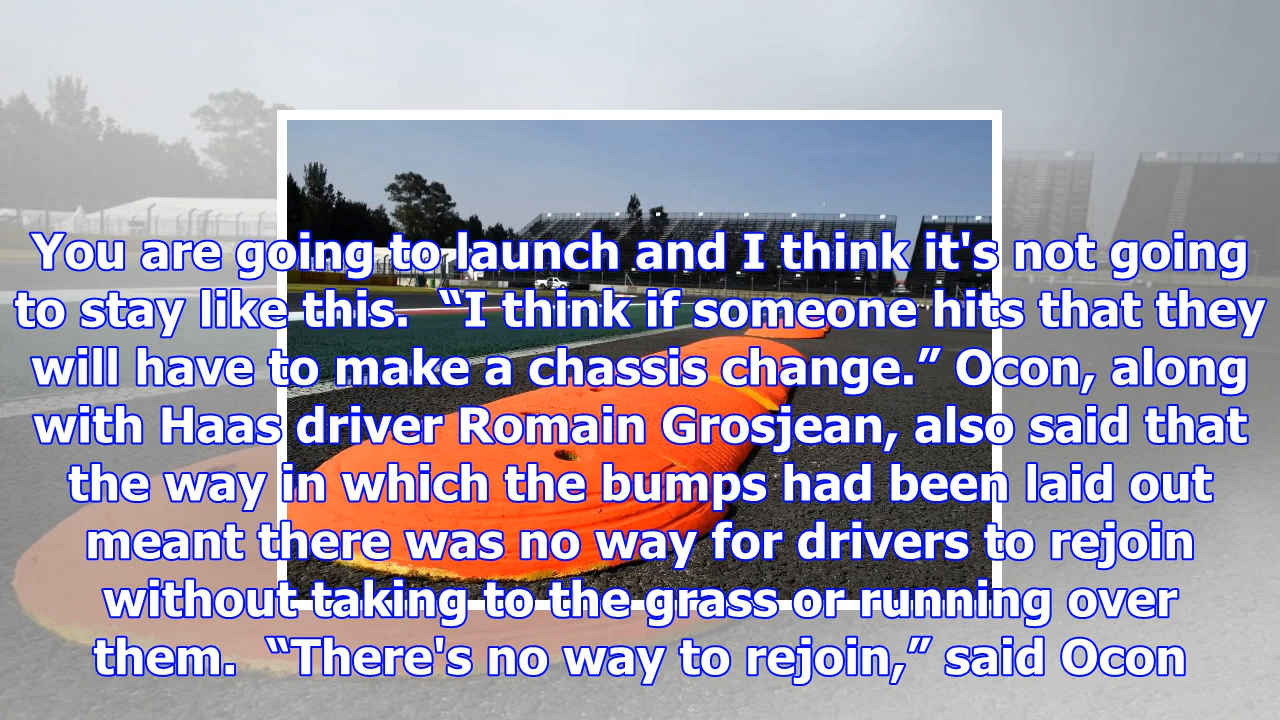 You are going to launch and I think it's not going
to stay like this.  “I think if someone hits that they
will have to make a chassis change.” Ocon, along
with Haas driver Romain Grosjean, also said that
the way in which the bumps had been laid out
meant there was no way for drivers to rejoin
without taking to the grass or running over
them.  “There's no way to rejoin,” said Ocon